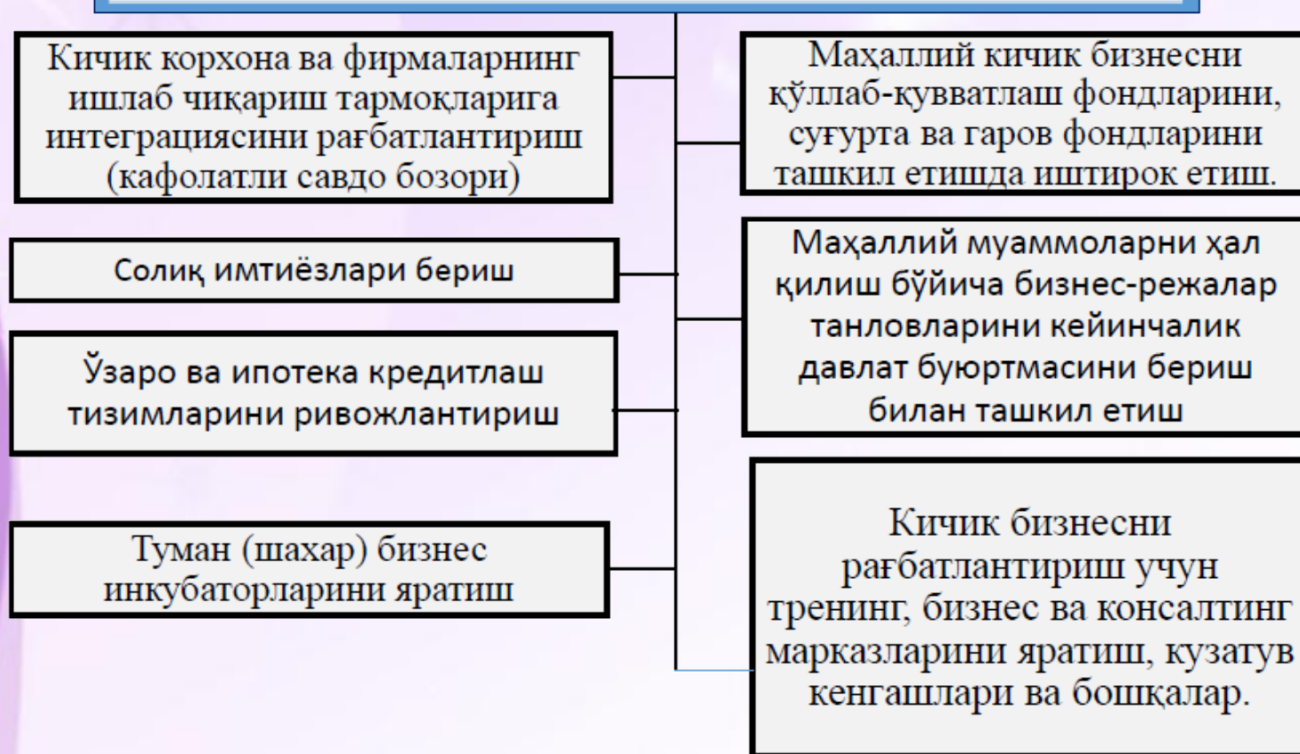 Кичик корхона ва фирмаларнинг
ишлаб чиқариш тармоқларига
интеграциясини рағбатлантириш
(кафолатли савдо бозори)
Солиқ имтиёзлари бериш
Ўзаро ва ипотека кредитлаш
тизимларини ривожлантириш
Туман (шахар) бизнес
инкубаторларини яратиш
Маҳаллий кичик бизнесни
қўллаб-қувватлаш фондларини,
суғурта ва гаров фондларини
ташкил етишда иштирок етиш.
Маҳаллий муаммоларни ҳал
қилиш бўйича бизнес-режалар
танловларини кейинчалик
давлат буюртмасини бериш
билан ташкил етиш
Кичик бизнесни
рағбатлантириш учун
тренинг, бизнес ва консалтинг
марказларини яратиш, кузатув
кенгашлари ва бошқалар.